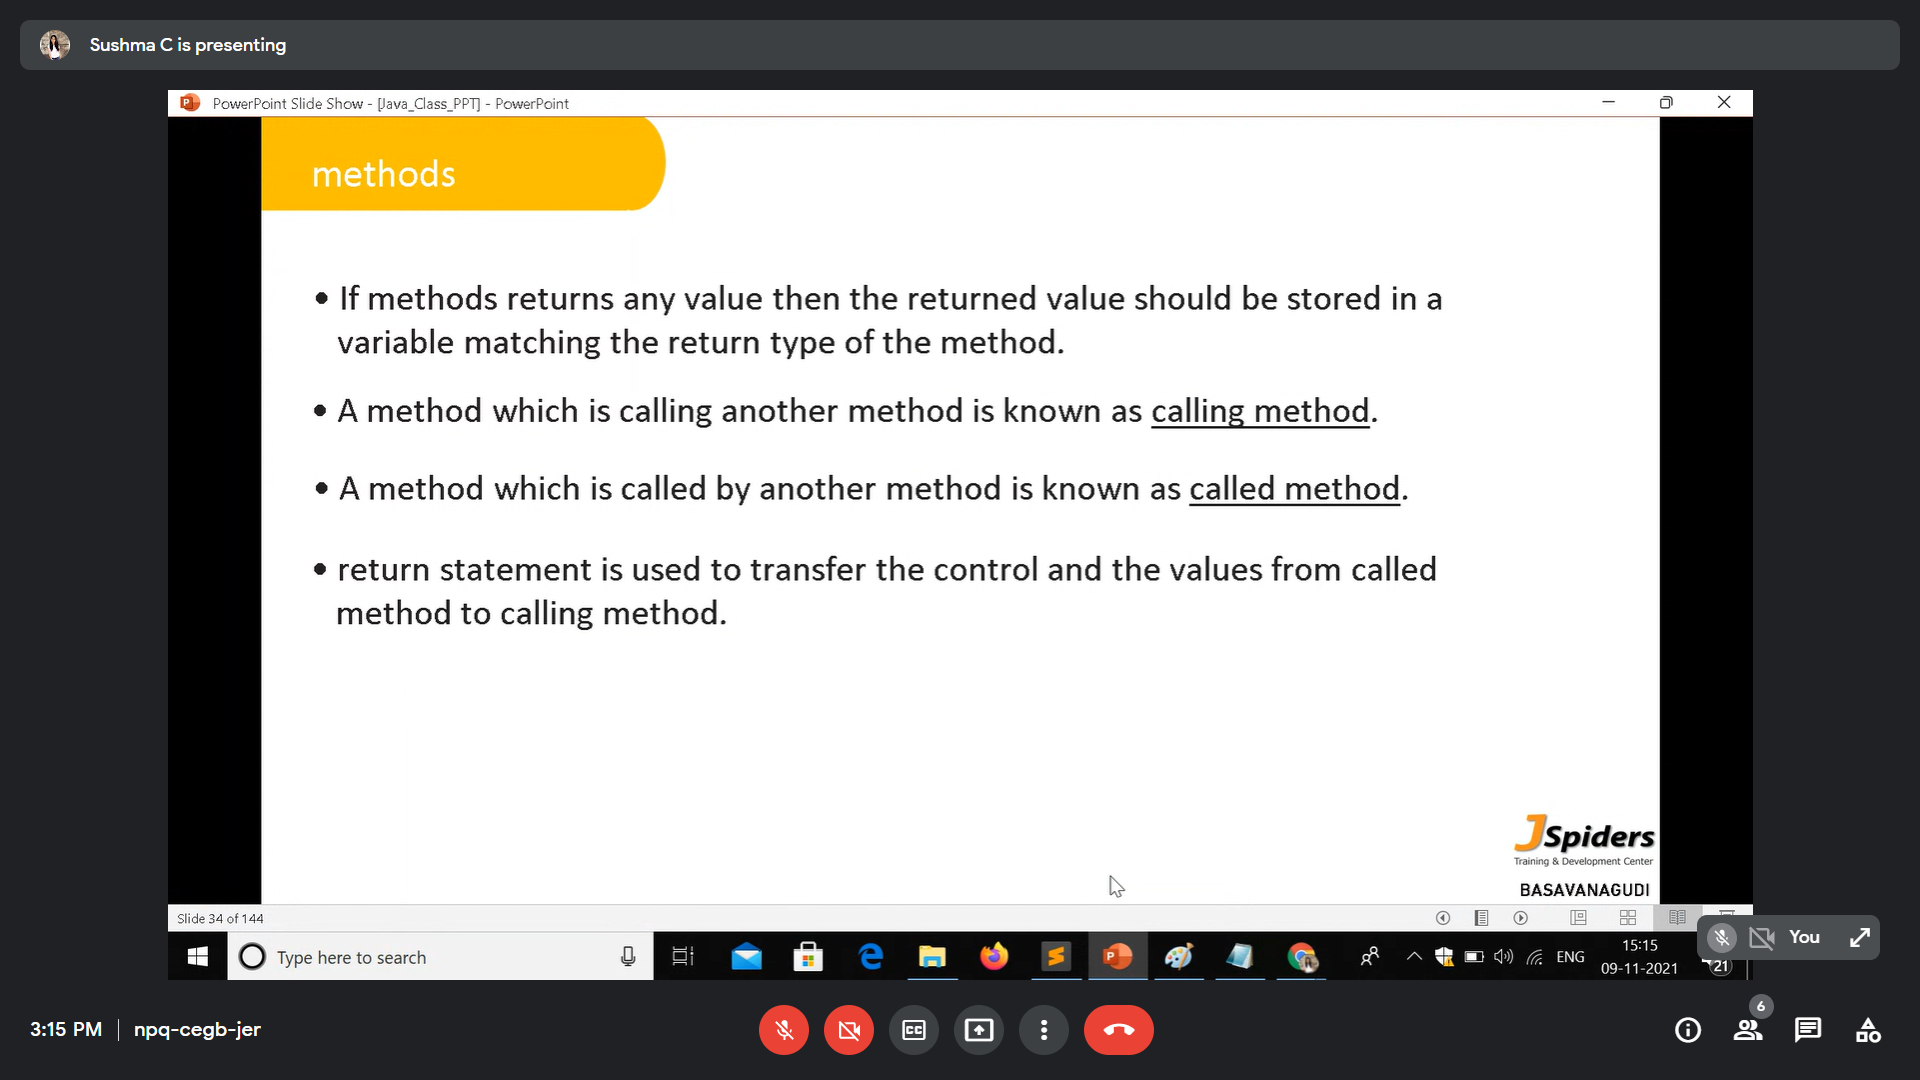 Sushma C is presenting
PowerPoint Slide Show - [Java_Class_PPT] - PowerPoint
methods
• If methods returns any value then the returned value should be stored in a
variable matching the return type of the method.
• A method which is calling another method is known as calling method.
• A method which is called by another method is known as called method.
• return statement is used to transfer the control and the values from called
method to calling method.
JSpiders
Training & Development Center
BASAVANAGUDI
Slide 34 of 144
Type here to search
ENG
15:15
09-11-2021
21
You
3:15 PM | npq-cegb-jer
CC
6